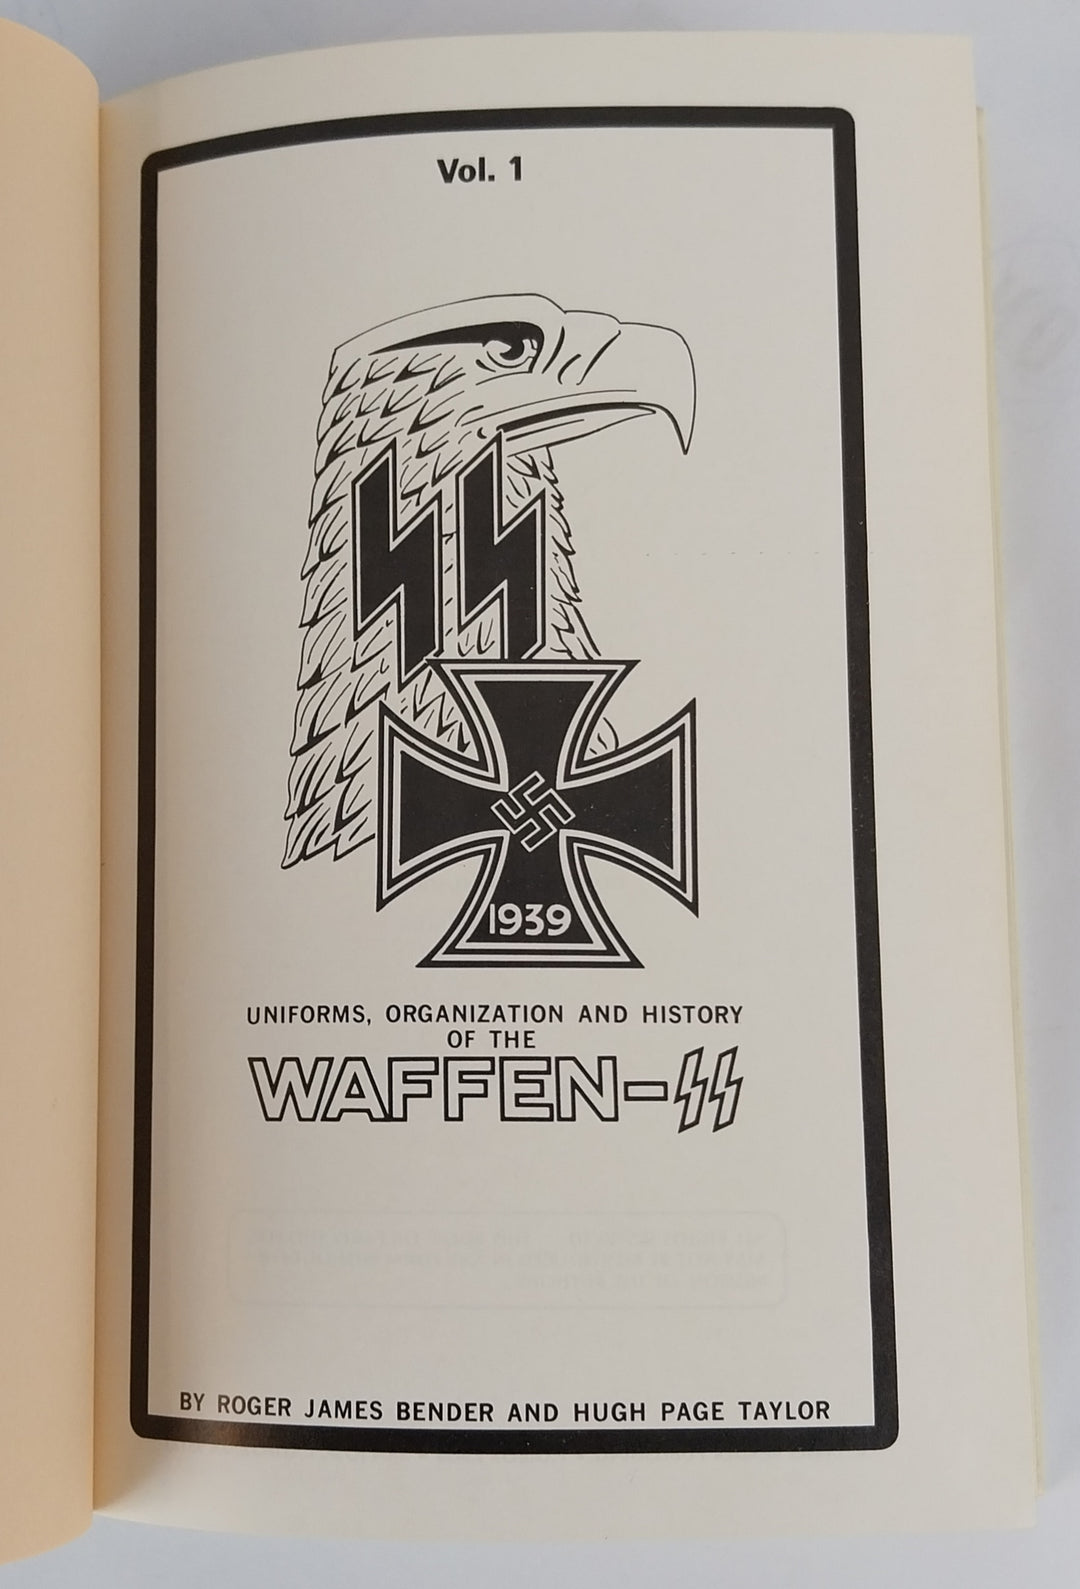 Vol. 1
SS
1939
UNIFORMS, ORGANIZATION AND HISTORY
OF THE
WAFFEN-SS
BY ROGER JAMES BENDER AND HUGH PAGE TAYLOR